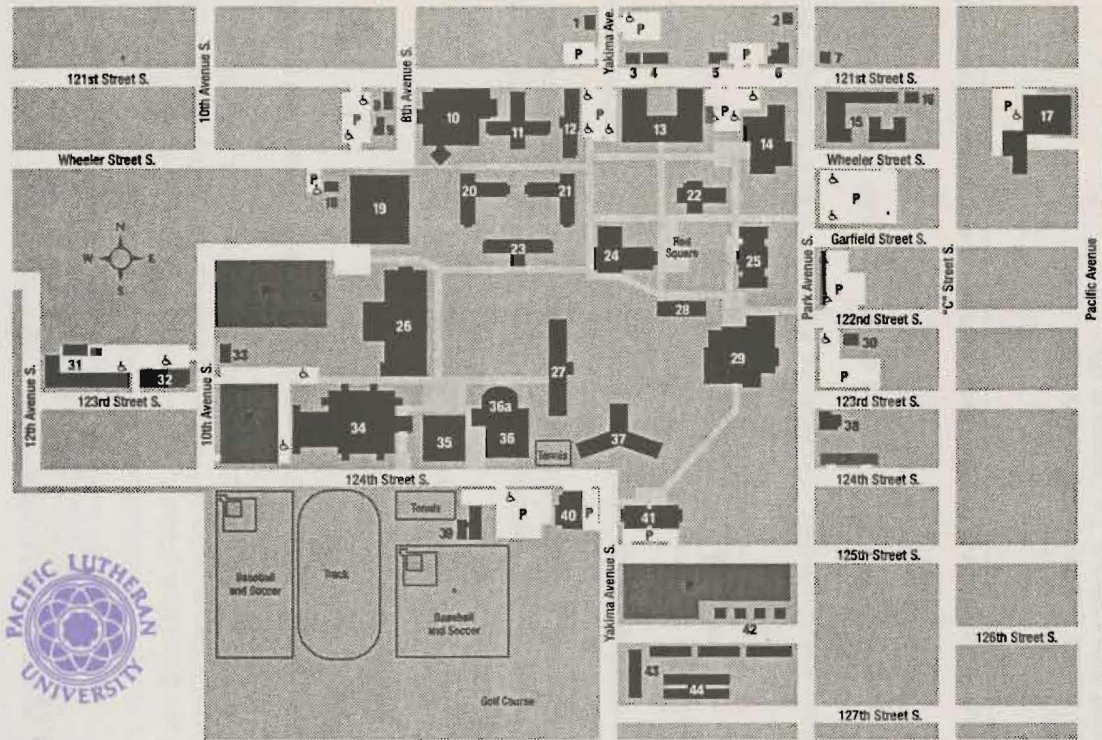 1
2
P
P
Yakima Ave.
3
4
5
P
6
7
121st Street S.
10th Avenue S.
8th Avenue S.
121st Street S.
P
9
10
11
12
P
13
P
14
15
16
P
17
Wheeler Street S.
Wheeler Street S.
P
18
19
20
21
22
P
Garfield Street S.
N
W
E
S
23
24
Red
Square
25
P
Park Avenue S.
"C" Street S.
Pacific Avenue
26
28
122nd Street S.
27
29
30
P
31
32
33
123rd Street S.
123rd Street S.
12th Avenue S.
10th Avenue S.
34
35
36a
36
37
38
Tennis
124th Street S.
124th Street S.
Tennis
39
P
40
P
41
P
125th Street S.
Baseball
and Soccer
Track
Baseball
and Soccer
Yakima Avenue S.
42
126th Street S.
43
44
Golf Course
127th Street S.
PACIFIC LUTHERAN
UNIVERSITY